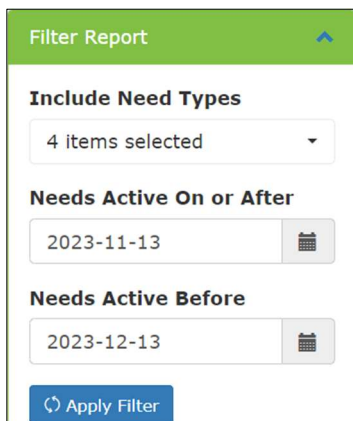 Filter Report
Include Need Types
4 items selected
Needs Active On or After
2023-11-13
Needs Active Before
2023-12-13
Apply Filter